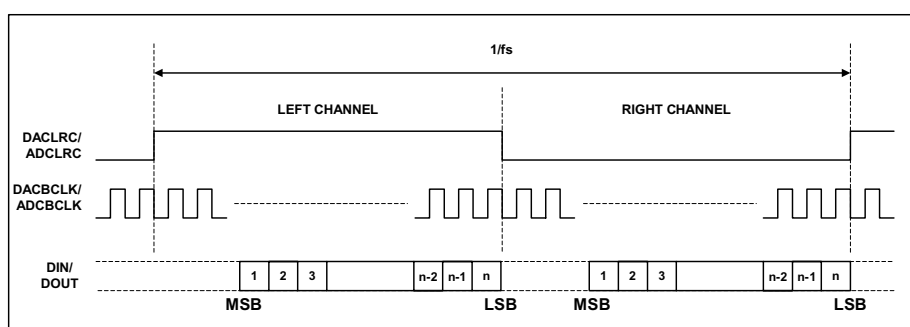 1/fs
LEFT CHANNEL
RIGHT CHANNEL
DACLRC/
ADCLRC
DACBCLK/
ADCBCLK
DIN/
DOUT
1 2 3 n-2 n-1 n 1 2 3 n-2 n-1 n
MSB LSB MSB LSB